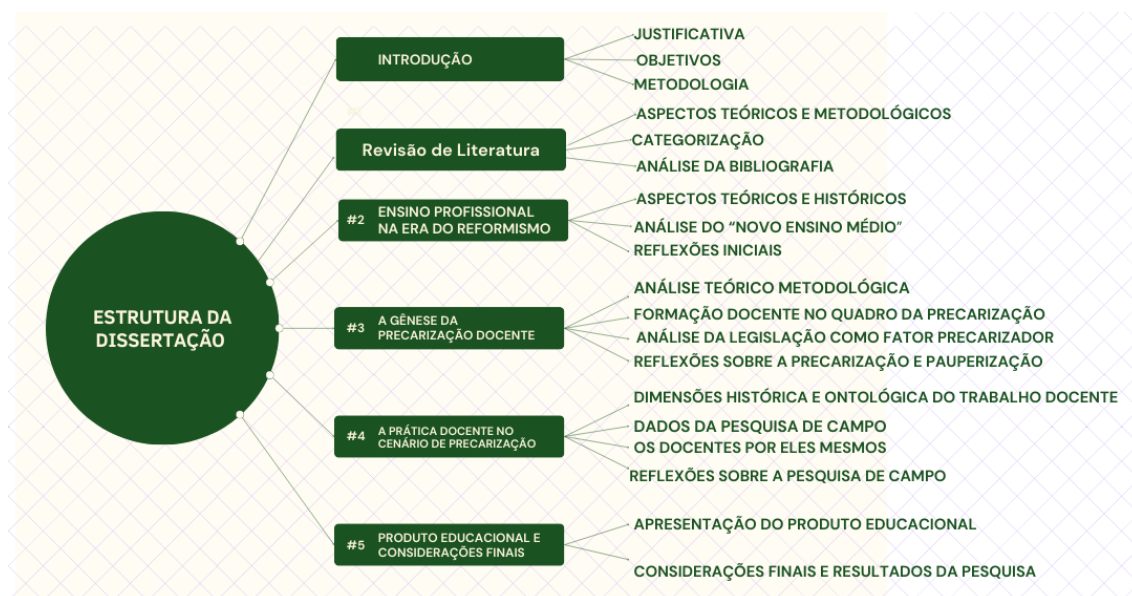 ESTRUTURA DA
DISSERTAÇÃO
INTRODUÇÃO
JUSTIFICATIVA
OBJETIVOS
METODOLOGIA
Revisão de Literatura
ASPECTOS TEÓRICOS E METODOLÓGICOS
CATEGORIZAÇÃO
ANÁLISE DA BIBLIOGRAFIA
#2 ENSINO PROFISSIONAL
NA ERA DO REFORMISMO
ASPECTOS TEÓRICOS E HISTÓRICOS
ANÁLISE DO “NOVO ENSINO MÉDIO”
REFLEXÕES INICIAIS
#3 A GÊNESE DA
PRECARIZAÇÃO DOCENTE
ANÁLISE TEÓRICO METODOLÓGICA
FORMAÇÃO DOCENTE NO QUADRO DA PRECARIZAÇÃO
ANÁLISE DA LEGISLAÇÃO COMO FATOR PRECARIZADOR
REFLEXÕES SOBRE A PRECARIZAÇÃO E PAUPERIZAÇÃO
#4 A PRÁTICA DOCENTE NO
CENÁRIO DE PRECARIZAÇÃO
DIMENSÕES HISTÓRICA E ONTOLÓGICA DO TRABALHO DOCENTE
DADOS DA PESQUISA DE CAMPO
OS DOCENTES POR ELES MESMOS
REFLEXÕES SOBRE A PESQUISA DE CAMPO
#5 PRODUTO EDUCACIONAL E
CONSIDERAÇÕES FINAIS
APRESENTAÇÃO DO PRODUTO EDUCACIONAL
CONSIDERAÇÕES FINAIS E RESULTADOS DA PESQUISA